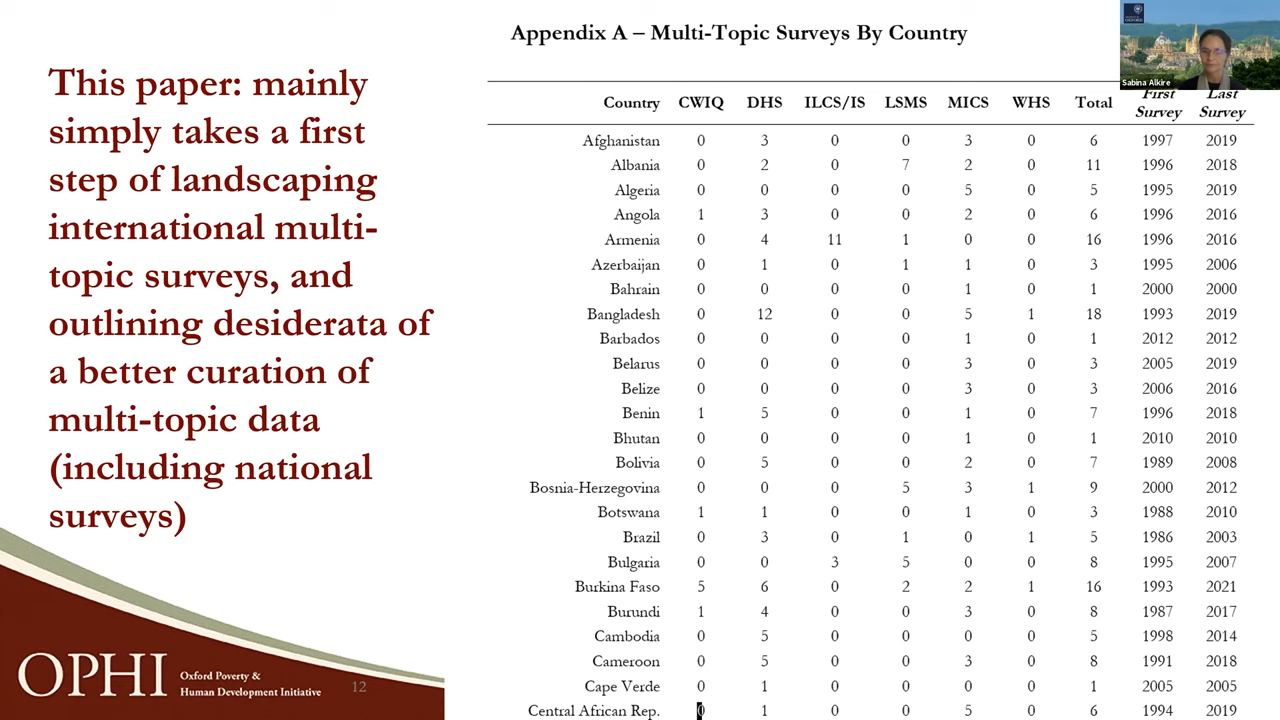 This paper: mainly
simply takes a first
step of landscaping
international multi-
topic surveys, and
outlining desiderata of
a better curation of
multi-topic data
(including national
surveys)
OPHI
Oxford Poverty &
Human Development Initiative
12
Appendix A – Multi-Topic Surveys By Country
Sabina Alkire
Country CWIQ DHS ILCS/IS LSMS MICS WHS Total First Survey Last Survey
Afghanistan 0 3 0 0 3 0 6 1997 2019
Albania 0 2 0 7 2 0 11 1996 2018
Algeria 0 0 0 0 5 0 5 1995 2019
Angola 1 3 0 0 2 0 6 1996 2016
Armenia 0 4 11 1 0 0 16 1996 2016
Azerbaijan 0 1 0 1 1 0 3 1995 2006
Bahrain 0 0 0 0 1 0 1 2000 2000
Bangladesh 0 12 0 0 5 1 18 1993 2019
Barbados 0 0 0 0 1 0 1 2012 2012
Belarus 0 0 0 0 3 0 3 2005 2019
Belize 0 0 0 0 3 0 3 2006 2016
Benin 1 5 0 0 1 0 7 1996 2018
Bhutan 0 0 0 0 1 0 1 2010 2010
Bolivia 0 5 0 0 2 0 7 1989 2008
Bosnia-Herzegovina 0 0 0 5 3 1 9 2000 2012
Botswana 1 1 0 0 1 0 3 1988 2010
Brazil 0 3 0 1 0 1 5 1986 2003
Bulgaria 0 0 3 5 0 0 8 1995 2007
Burkina Faso 5 6 0 2 2 1 16 1993 2021
Burundi 1 4 0 0 3 0 8 1987 2017
Cambodia 0 5 0 0 0 0 5 1998 2014
Cameroon 0 5 0 0 3 0 8 1991 2018
Cape Verde 0 1 0 0 0 0 1 2005 2005
Central African Rep. 0 1 0 0 5 0 6 1994 2019